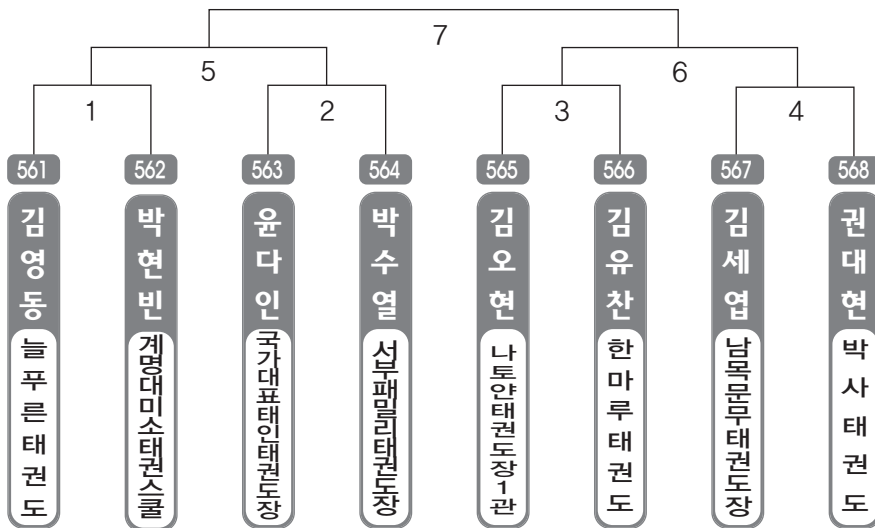 7
5
6
1
2
3
4
561
562
563
564
565
566
567
568
김영동
박현빈
윤다인
박수열
김오현
김유찬
김세엽
권대현
늘푸른태권도
계명대미소태권스쿨
국가대표태인태권도장
서부패밀리태권도장
나토얀태권도장1관
한마루태권도
남목문무태권도장
박사태권도